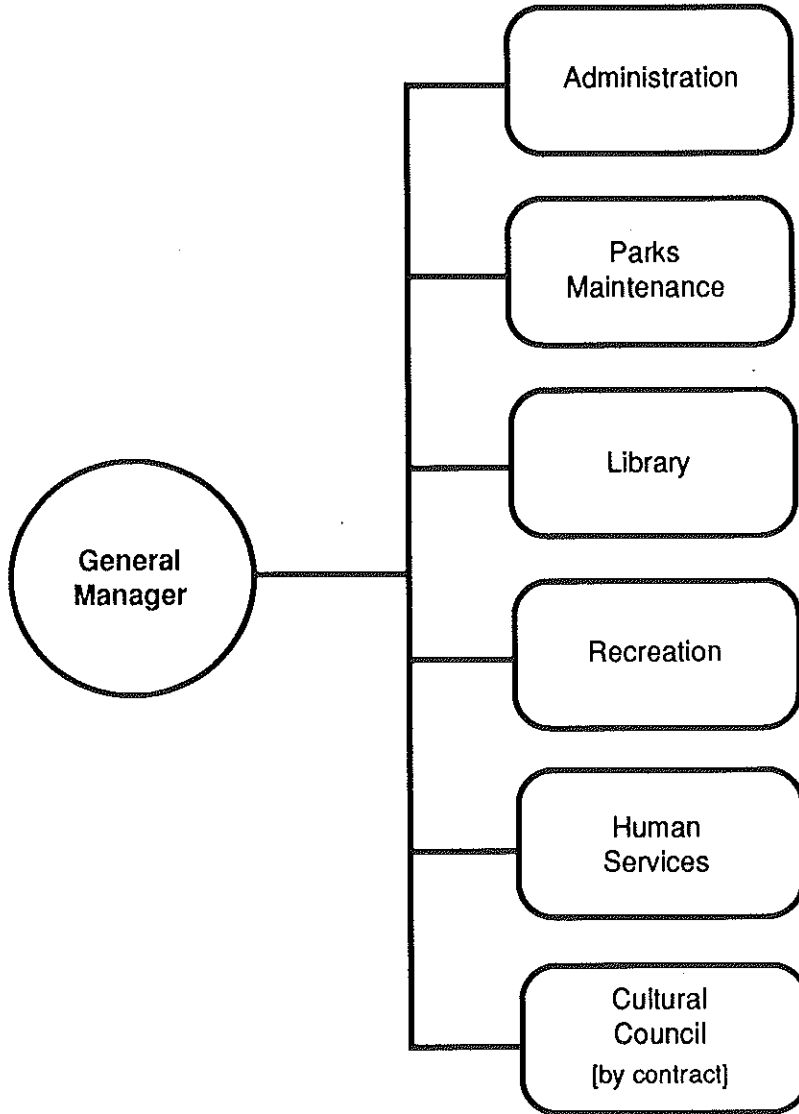 Administration
Parks
Maintenance
Library
General
Manager
Recreation
Human
Services
Cultural
Council
[by contract]